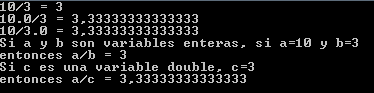 10/3 = 3
10.0/3 = 3,33333333333333
10/3.0 = 3,33333333333333
Si a y b son variables enteras, si a=10 y b=3
entonces a/b = 3
Si c es una variable double, c=3
entonces a/c = 3,33333333333333